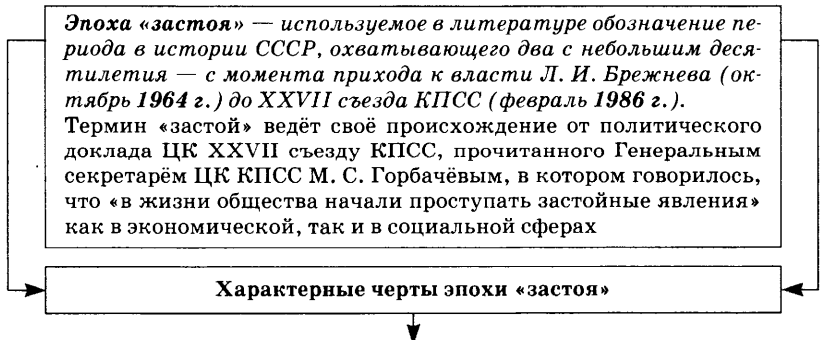 Эпоха «застоя» — используемое в литературе обозначение пе-
риода в истории СССР, охватывающего два с небольшим деся-
тилетия — с момента прихода к власти Л. И. Брежнева (ок-
тябрь 1964 г.) до XXVII съезда КПСС (февраль 1986 г.).
Термин «застой» ведёт своё происхождение от политического
доклада ЦК XXVII съезду КПСС, прочитанного Генеральным
секретарём ЦК КПСС М. С. Горбачёвым, в котором говорилось,
что «в жизни общества начали проступать застойные явления»
как в экономической, так и в социальной сферах
Характерные черты эпохи «застоя»